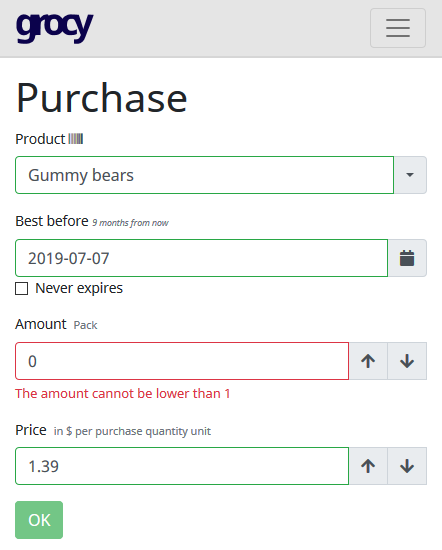 grocy
Purchase
Product
Gummy bears
Best before 9 months from now
2019-07-07
Never expires
Amount Pack
0
The amount cannot be lower than 1
Price in $ per purchase quantity unit
1.39
OK